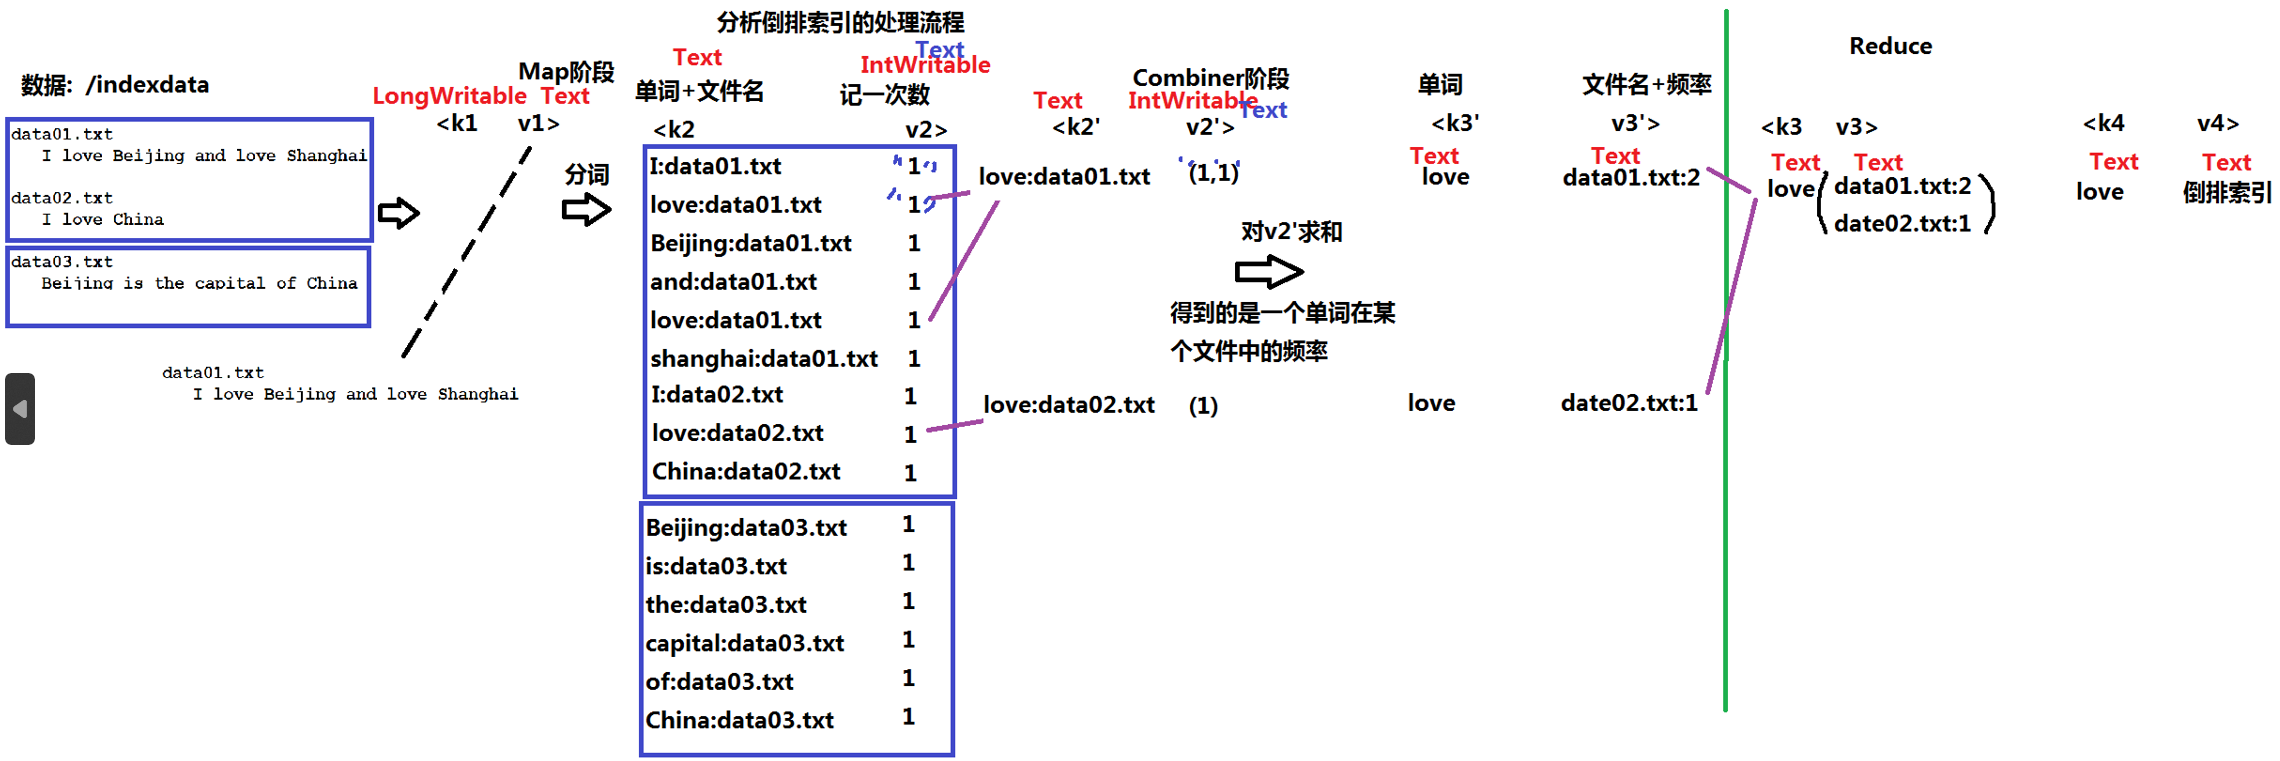 分析倒排索引的处理流程
数据: /indexdata
data01.txt
I love Beijing and love Shanghai
data02.txt
I love China
data03.txt
Beijing is the capital of China
data01.txt
I love Beijing and love Shanghai
Map阶段
LongWritable Text
<k1 v1>
分词
Text
单词+文件名
<k2
Text
IntWritable
记一次数
v2>
I:data01.txt "1"
love:data01.txt "1"
Beijing:data01.txt 1
and:data01.txt 1
love:data01.txt 1
shanghai:data01.txt 1
I:data02.txt 1
love:data02.txt 1
China:data02.txt 1
Beijing:data03.txt 1
is:data03.txt 1
the:data03.txt 1
capital:data03.txt 1
of:data03.txt 1
China:data03.txt 1
Combiner阶段
Text IntWritable
Text
<k2' v2'>
love:data01.txt ("1","1")
对v2'求和
得到的是一个单词在某
个文件中的频率
love:data02.txt (1)
单词 文件名+频率
<k3' v3'>
Text Text
love data01.txt:2
love date02.txt:1
Reduce
<k3 v3>
Text Text
love data01.txt:2
date02.txt:1
<k4 v4>
Text Text
love 倒排索引